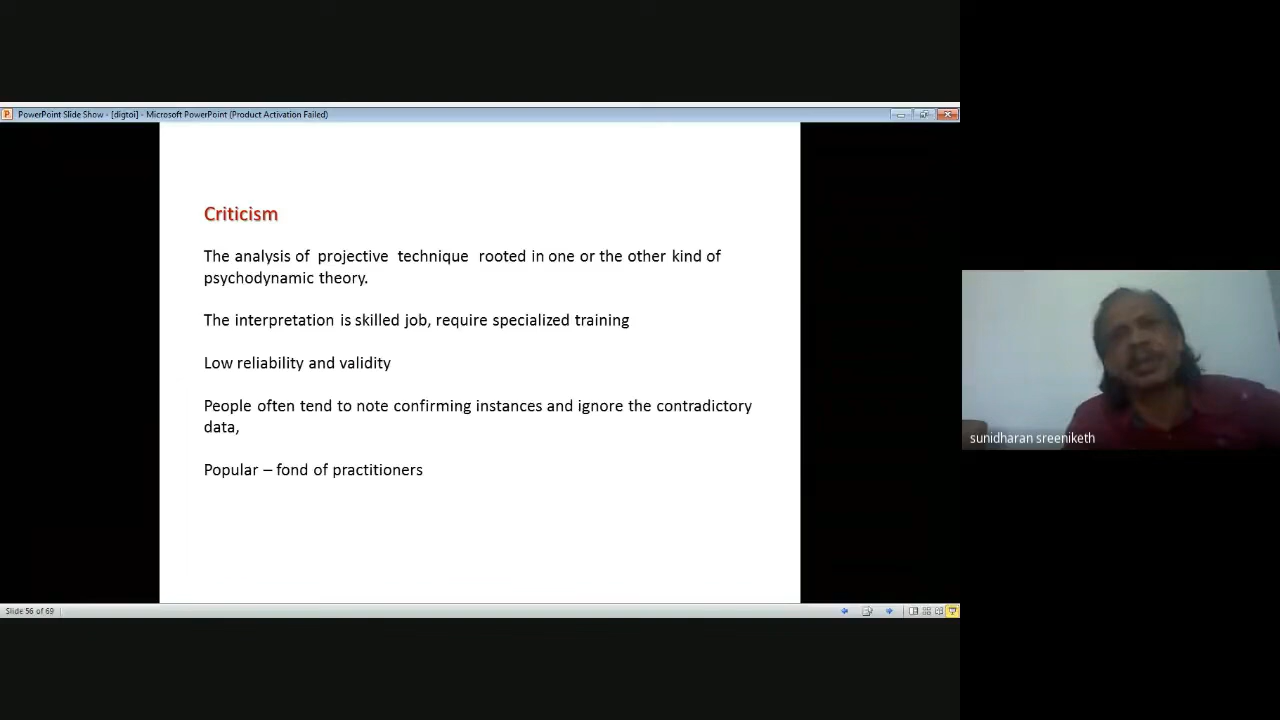 PowerPoint Slide Show - [digtoi] - Microsoft PowerPoint (Product Activation Failed)
Criticism
The analysis of projective technique rooted in one or the other kind of
psychodynamic theory.
The interpretation is skilled job, require specialized training
Low reliability and validity
People often tend to note confirming instances and ignore the contradictory
data,
Popular – fond of practitioners
sunidharan sreeniketh
Slide 56 of 69